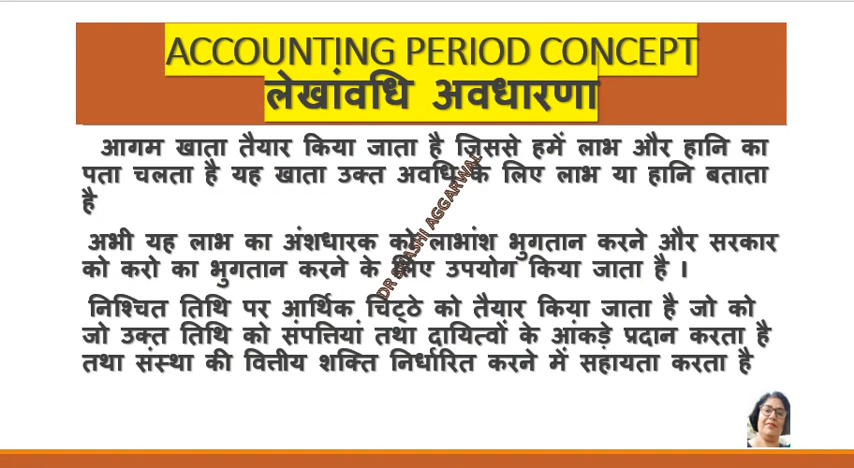 ACCOUNTING PERIOD CONCEPT
लेखांवधि अवधारणा
आगम खाता तैयार किया जाता है जिससे हमें लाभ और हानि का
पता चलता है यह खाता उक्त अवधि के लिए लाभ या हानि बताता
है
अभी यह लाभ का अंशधारक को लाभांश भुगतान करने और सरकार
को करो का भुगतान करने के लिए उपयोग किया जाता है ।
निश्चित तिथि पर आर्थिक चिट्ठे को तैयार किया जाता है जो को
जो उक्त तिथि को संपत्तियां तथा दायित्वों के आंकड़े प्रदान करता है
तथा संस्था की वित्तीय शक्ति निर्धारित करने में सहायता करता है